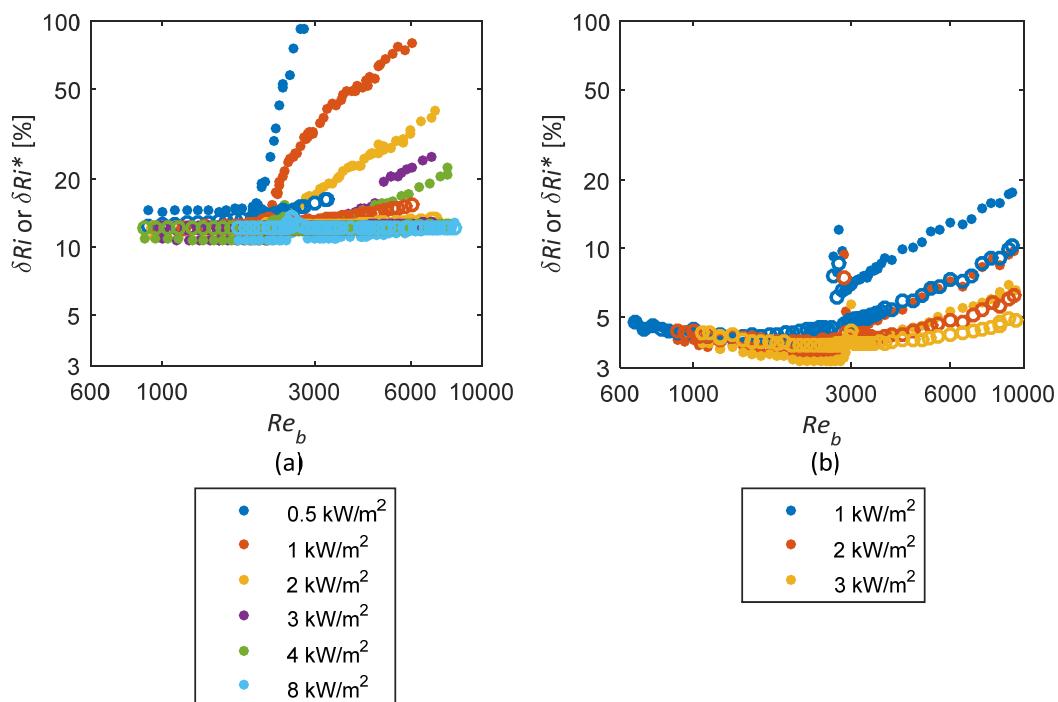 100
50
20
10
5
3
600 1000 3000 6000 10000
δRi or δRi* [%]
Re_b
(a)
0.5 kW/m²
1 kW/m²
2 kW/m²
3 kW/m²
4 kW/m²
8 kW/m²
100
50
20
10
5
3
600 1000 3000 6000 10000
δRi or δRi* [%]
Re_b
(b)
1 kW/m²
2 kW/m²
3 kW/m²